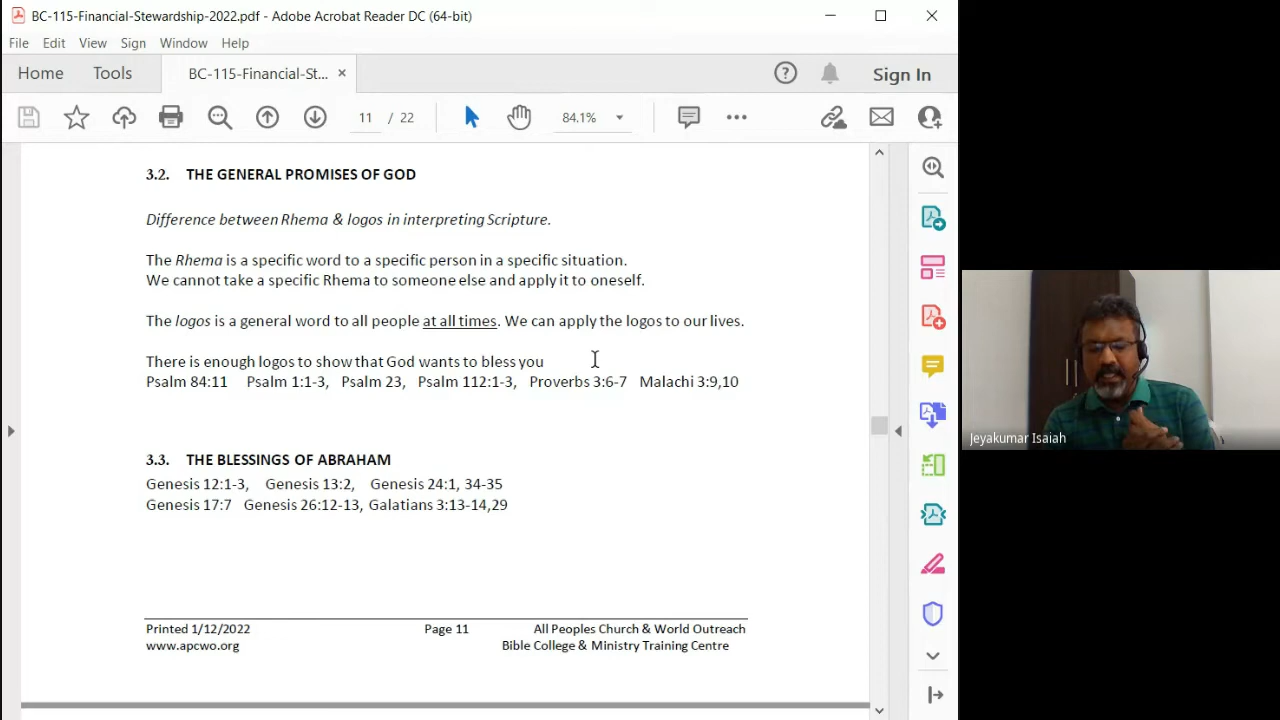 BC-115-Financial-Stewardship-2022.pdf - Adobe Acrobat Reader DC (64-bit)
File Edit View Sign Window Help
Home Tools BC-115-Financial-St... × Sign In
11 / 22 84.1%
3.2. THE GENERAL PROMISES OF GOD
Difference between Rhema & logos in interpreting Scripture.
The Rhema is a specific word to a specific person in a specific situation.
We cannot take a specific Rhema to someone else and apply it to oneself.
The logos is a general word to all people at all times. We can apply the logos to our lives.
There is enough logos to show that God wants to bless you
Psalm 84:11 Psalm 1:1-3, Psalm 23, Psalm 112:1-3, Proverbs 3:6-7 Malachi 3:9,10
Jeyakumar Isaiah
3.3. THE BLESSINGS OF ABRAHAM
Genesis 12:1-3, Genesis 13:2, Genesis 24:1, 34-35
Genesis 17:7 Genesis 26:12-13, Galatians 3:13-14,29
Printed 1/12/2022 Page 11 All Peoples Church & World Outreach
www.apcwo.org Bible College & Ministry Training Centre